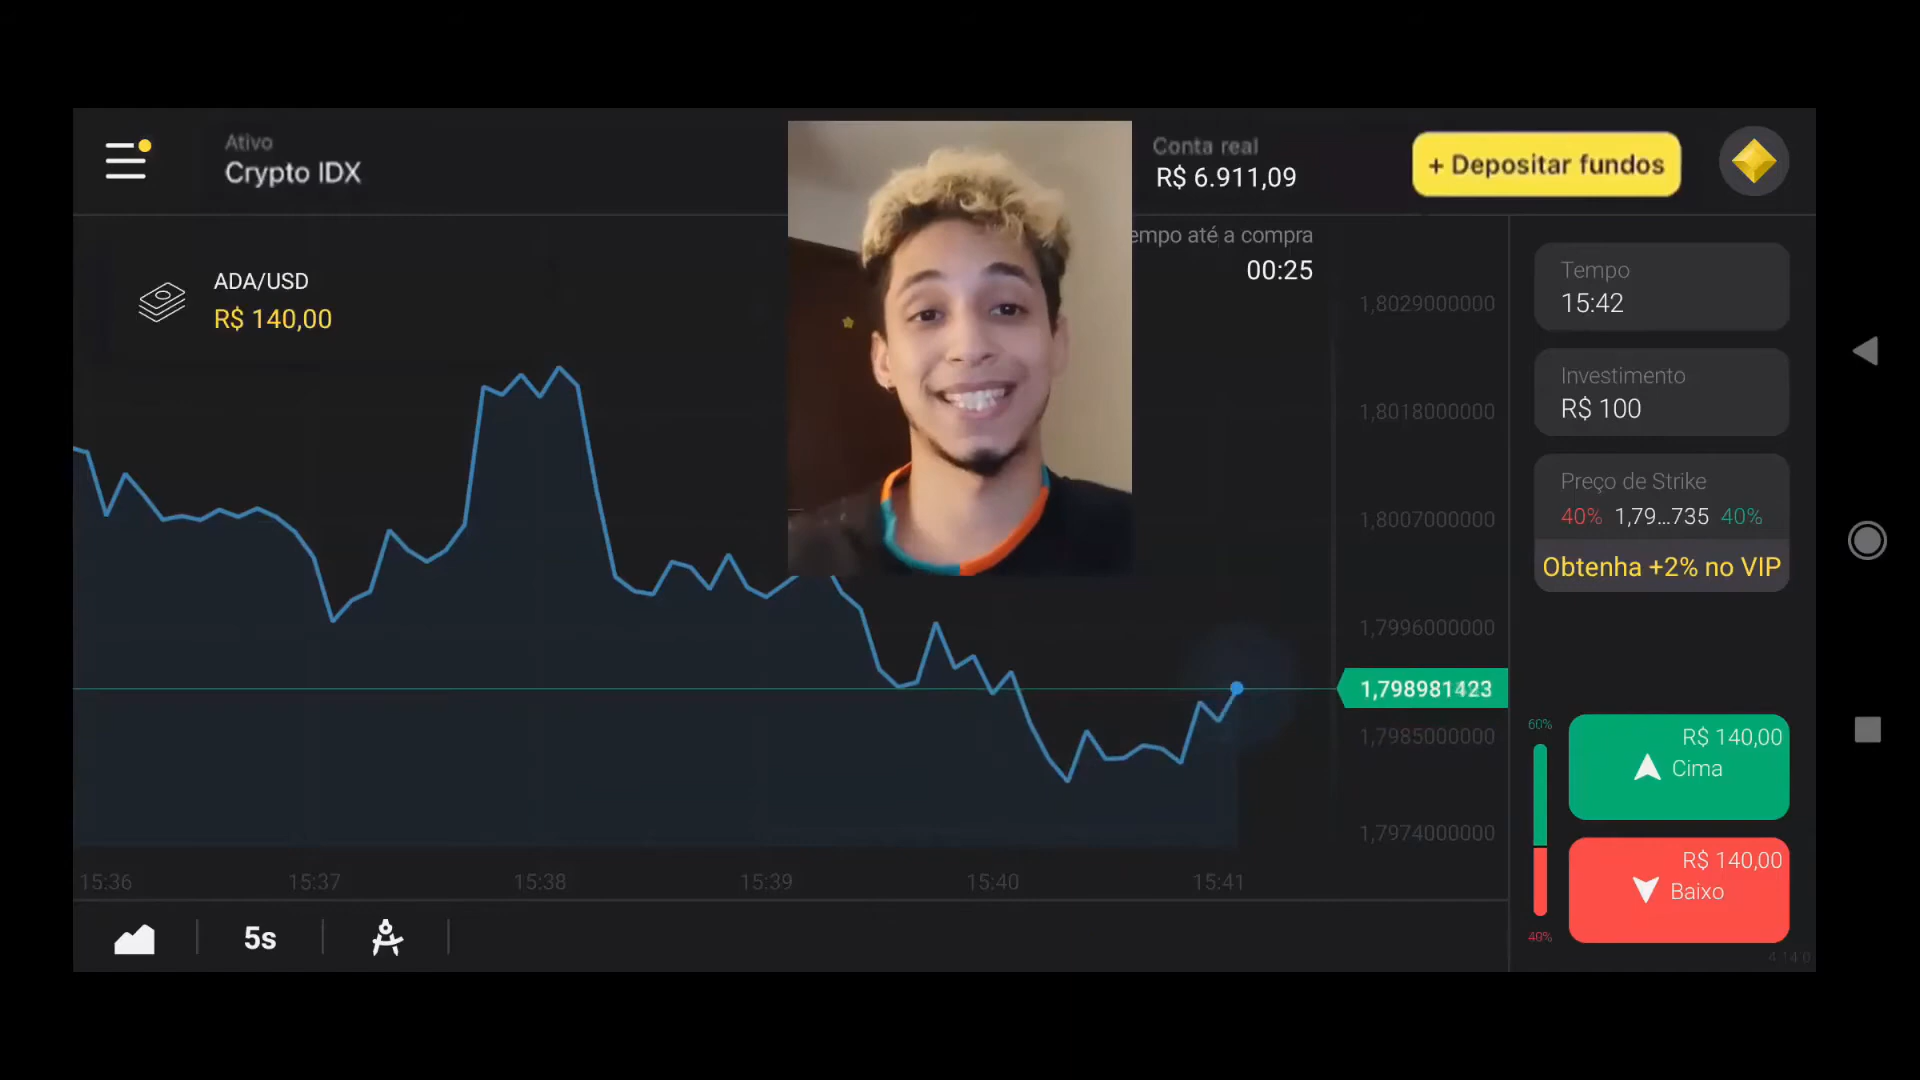 Ativo
Crypto IDX
Conta real
R$ 6.911,09
+ Depositar fundos
empo até a compra
00:25
ADA/USD
R$ 140,00
1,8029000000
1,8018000000
1,8007000000
1,7996000000
1,7985000000
1,7974000000
Tempo
15:42
Investimento
R$ 100
Preço de Strike
40% 1,79...735 40%
Obtenha +2% no VIP
60%
R$ 140,00
Cima
R$ 140,00
Baixo
40%
15:36 15:37 15:38 15:39 15:40 15:41
5s